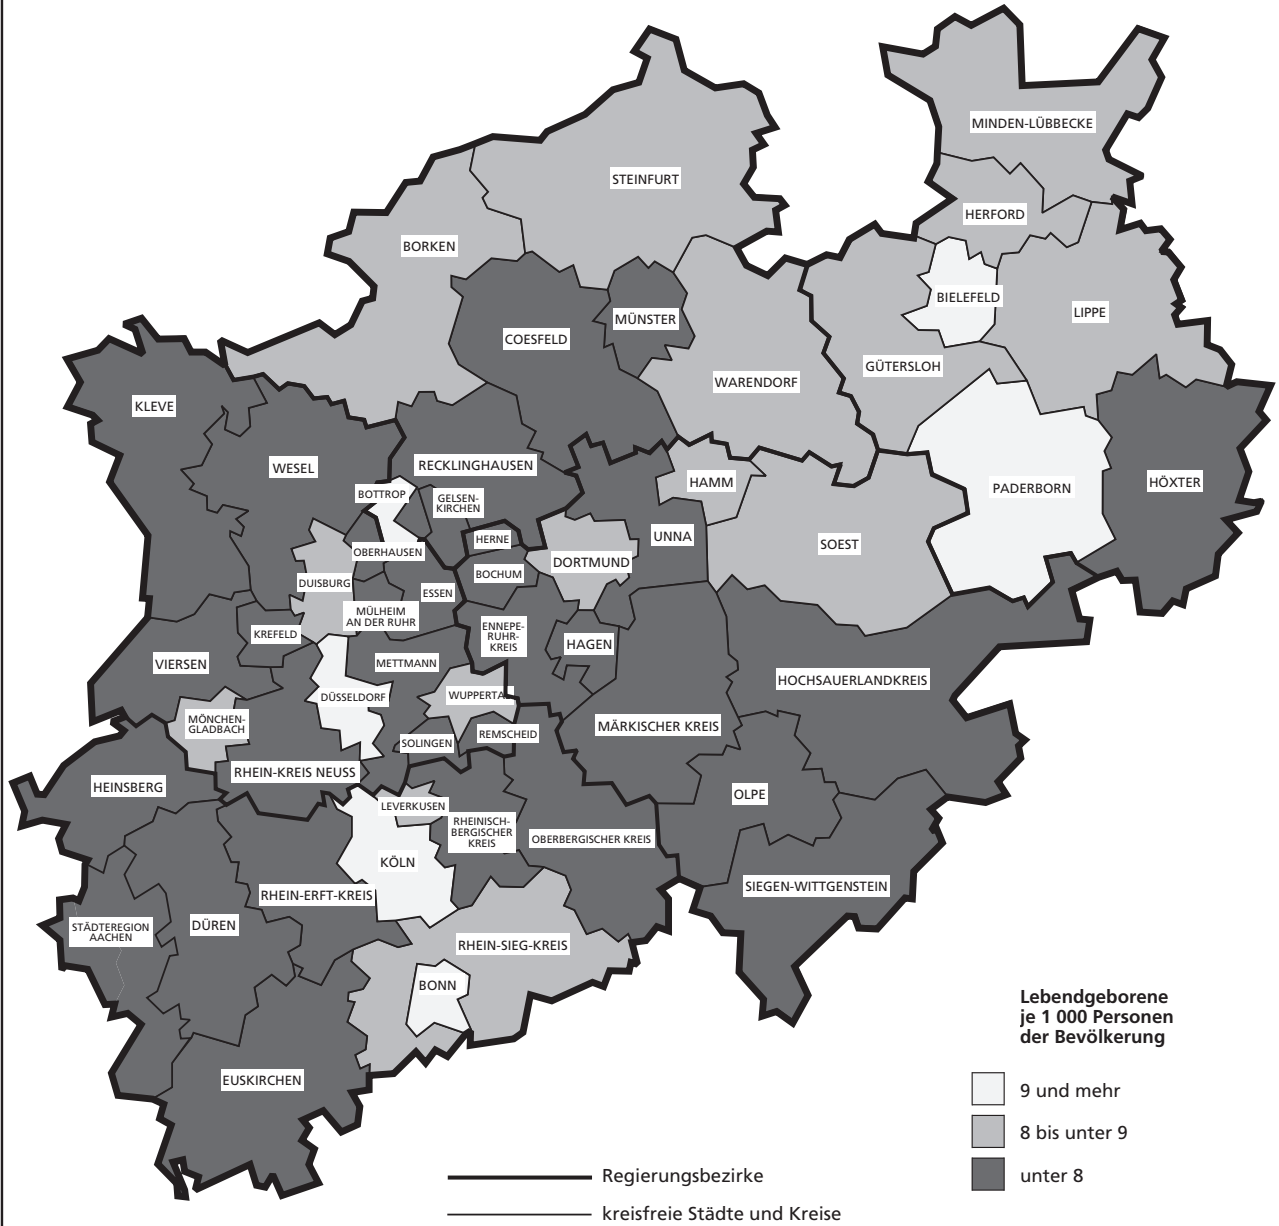 MINDEN-LÜBBECKE
STEINFURT
HERFORD
BORKEN
BIELEFELD
LIPPE
MÜNSTER
COESFELD
GÜTERSLOH
WARENDORF
KLEVE
RECKLINGHAUSEN
WESEL
HAMM
HÖXTER
PADERBORN
BOTTROP
GELSEN-
KIRCHEN
UNNA
HERNE
SOEST
OBERHAUSEN
DORTMUND
BOCHUM
DUISBURG
ESSEN
MÜLHEIM
AN DER RUHR
KREFELD
ENNEPE-
RUHR-
KREIS
HAGEN
VIERSEN
METTMANN
HOCHSAUERLANDKREIS
DÜSSELDORF
WUPPERTA
MÖNCHEN-
GLADBACH
MÄRKISCHER KREIS
REMSCHEID
SOLINGEN
RHEIN-KREIS NEUSS
HEINSBERG
OLPE
LEVERKUSEN
RHEINISCH-
BERGISCHER
KREIS
OBERBERGISCHER KREIS
KÖLN
SIEGEN-WITTGENSTEIN
RHEIN-ERFT-KREIS
STÄDTEREGION
AACHEN
DÜREN
RHEIN-SIEG-KREIS
BONN
EUSKIRCHEN
Lebendgeborene
je 1 000 Personen
der Bevölkerung
9 und mehr
8 bis unter 9
unter 8
Regierungsbezirke
kreisfreie Städte und Kreise